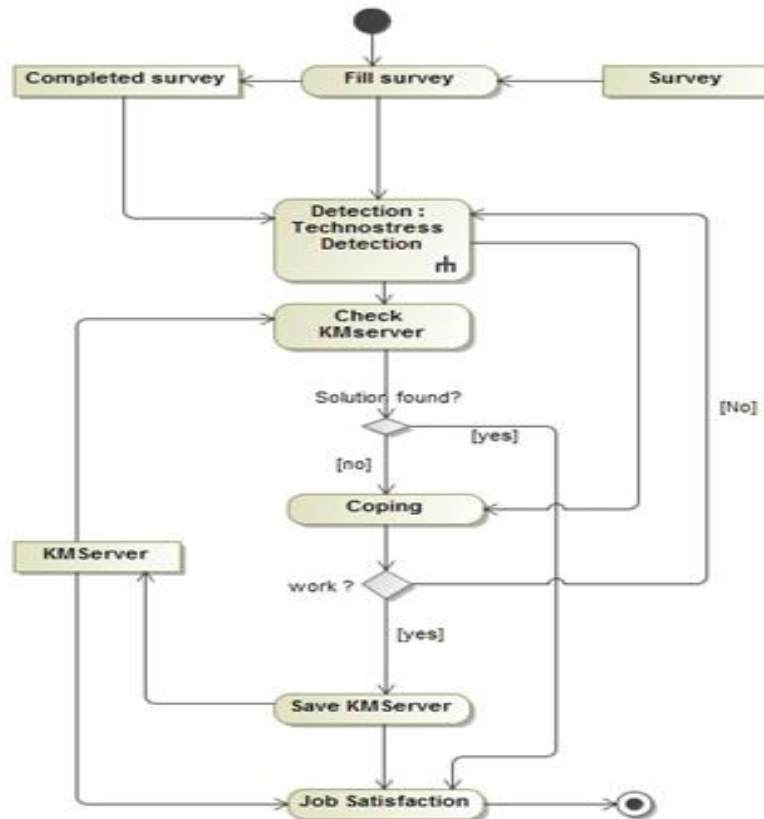 Completed survey
Fill survey
Survey
Detection :
Technostress
Detection
Check
KMserver
Solution found?
[yes]
[No]
[no]
Coping
KMServer
work ?
[yes]
Save KMServer
Job Satisfaction